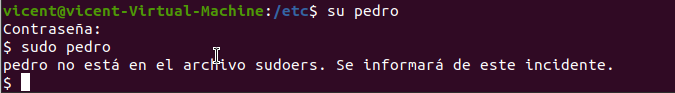 vicent@vicent-Virtual-Machine:/etc$ su pedro
Contraseña:
$ sudo pedro
pedro no está en el archivo sudoers. Se informará de este incidente.
$